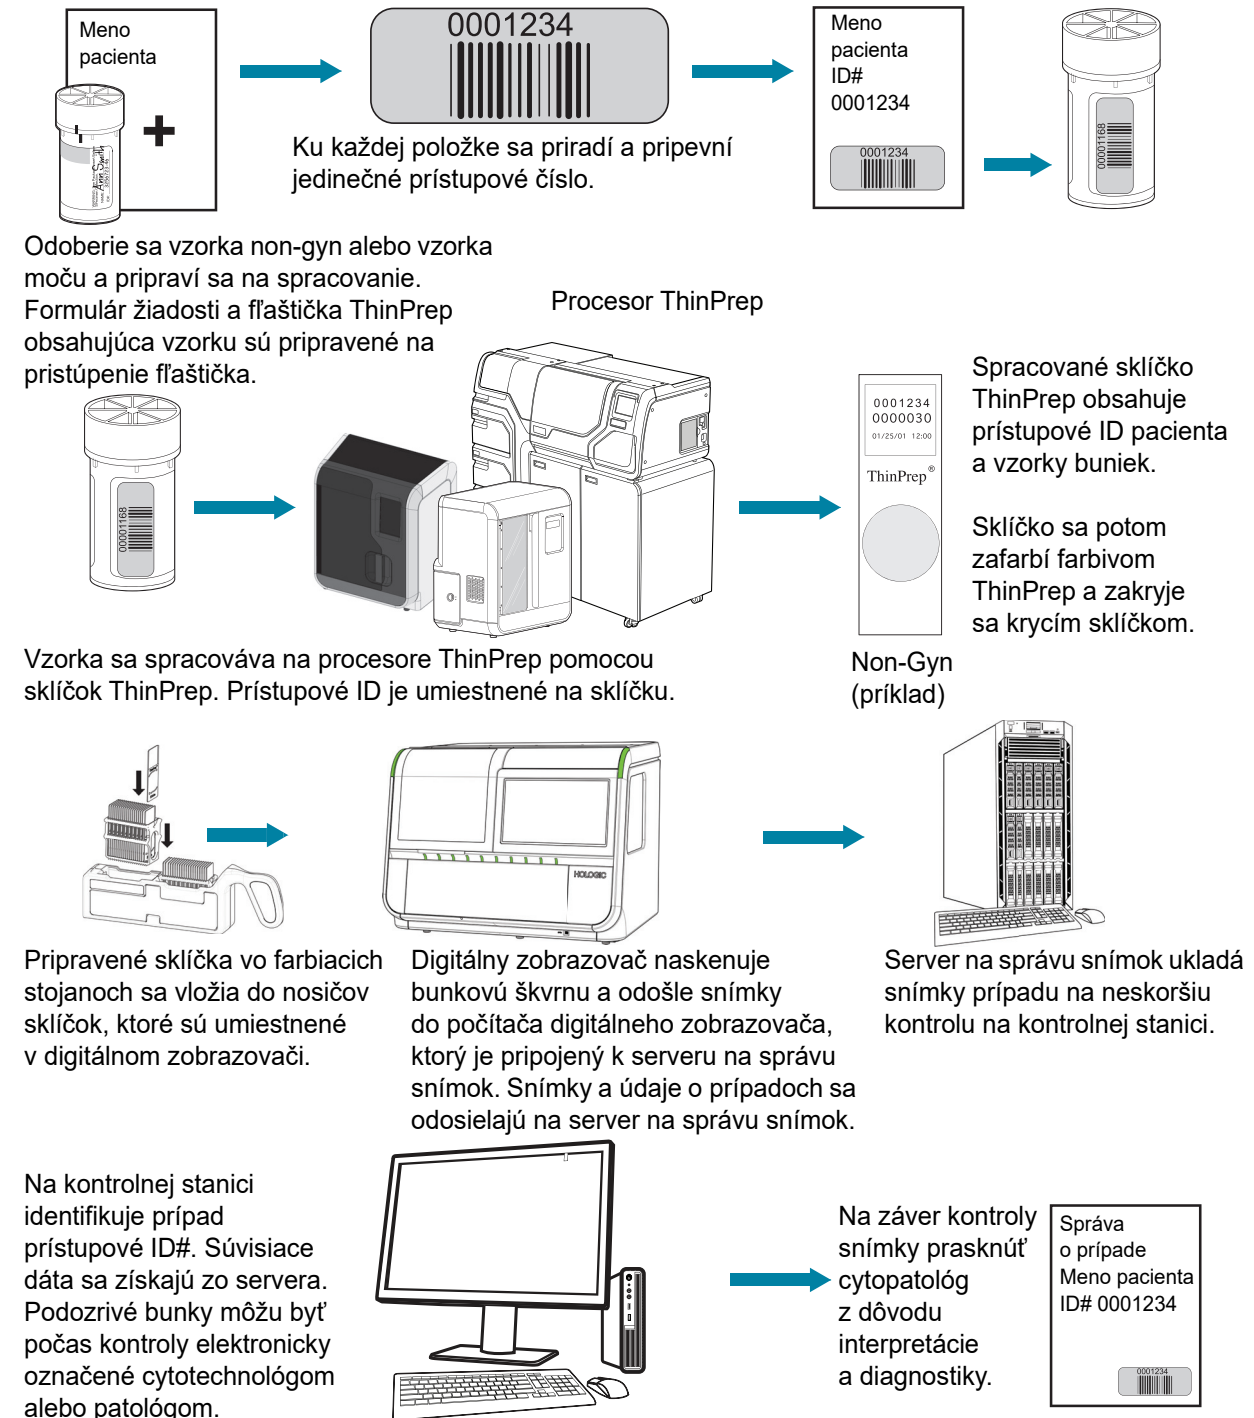 Meno
pacienta
0001234
Meno
pacienta
ID#
0001234
0001234
00001168
Ann Smith
Ku každej položke sa priradí a pripevní
jedinečné prístupové číslo.
Odoberie sa vzorka non-gyn alebo vzorka
moču a pripraví sa na spracovanie.
Formulár žiadosti a fľaštička ThinPrep
obsahujúca vzorku sú pripravené na
pristúpenie fľaštička.
Procesor ThinPrep
00001168
0001234
0000030
01/25/01 12:00
ThinPrep®
Spracované sklíčko
ThinPrep obsahuje
prístupové ID pacienta
a vzorky buniek.
Sklíčko sa potom
zafarbí farbivom
ThinPrep a zakryje
sa krycím sklíčkom.
Vzorka sa spracováva na procesore ThinPrep pomocou
sklíčok ThinPrep. Prístupové ID je umiestnené na sklíčku.
Non-Gyn
(príklad)
HOLOGIC
Pripravené sklíčka vo farbiacich
stojanoch sa vložia do nosičov
sklíčok, ktoré sú umiestnené
v digitálnom zobrazovači.
Digitálny zobrazovač naskenuje
bunkovú škvrnu a odošle snímky
do počítača digitálneho zobrazovača,
ktorý je pripojený k serveru na správu
snímok. Snímky a údaje o prípadoch sa
odosielajú na server na správu snímok.
Server na správu snímok ukladá
snímky prípadu na neskoršiu
kontrolu na kontrolnej stanici.
Na kontrolnej stanici
identifikuje prípad
prístupové ID#. Súvisiace
dáta sa získajú zo servera.
Podozrivé bunky môžu byť
počas kontroly elektronicky
označené cytotechnológom
alebo patológom.
Na záver kontroly
snímky prasknúť
cytopatológ
z dôvodu
interpretácie
a diagnostiky.
Správa
o prípade
Meno pacienta
ID# 0001234
0001234